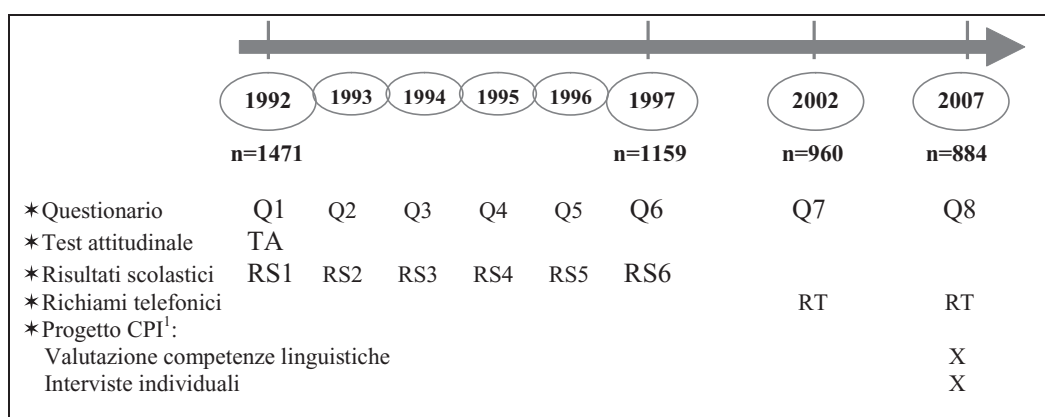 1992 1993 1994 1995 1996 1997 2002 2007
n=1471 n=1159 n=960 n=884
✶Questionario Q1 Q2 Q3 Q4 Q5 Q6 Q7 Q8
✶Test attitudinale TA
✶Risultati scolastici RS1 RS2 RS3 RS4 RS5 RS6
✶Richiami telefonici RT RT
✶Progetto CPI¹:
Valutazione competenze linguistiche X
Interviste individuali X